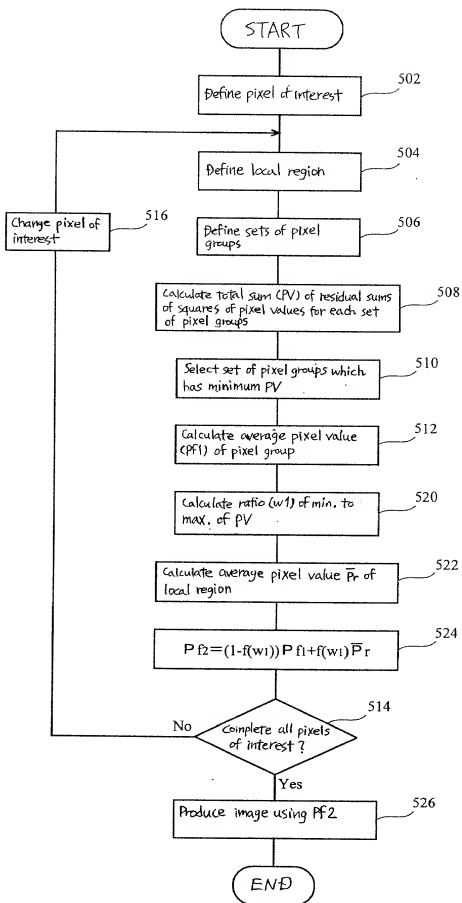 START
Define pixel of interest
502
Define local region
504
Change pixel of
interest
516
Define sets of pixel
groups
506
Calculate total sum (PV) of residual sums
of squares of pixel values for each set
of pixel groups
508
Select set of pixel groups which
has minimum PV
510
Calculate average pixel value
(Pf1) of pixel group
512
Calculate ratio (w1) of min. to
max. of PV
520
Calculate average pixel value P̅r of
local region
522
P f2=(1-f(w1))P f1+f(w1)P̅r
524
Complete all pixels
of interest?
514
No
Yes
Produce image using Pf2
526
END